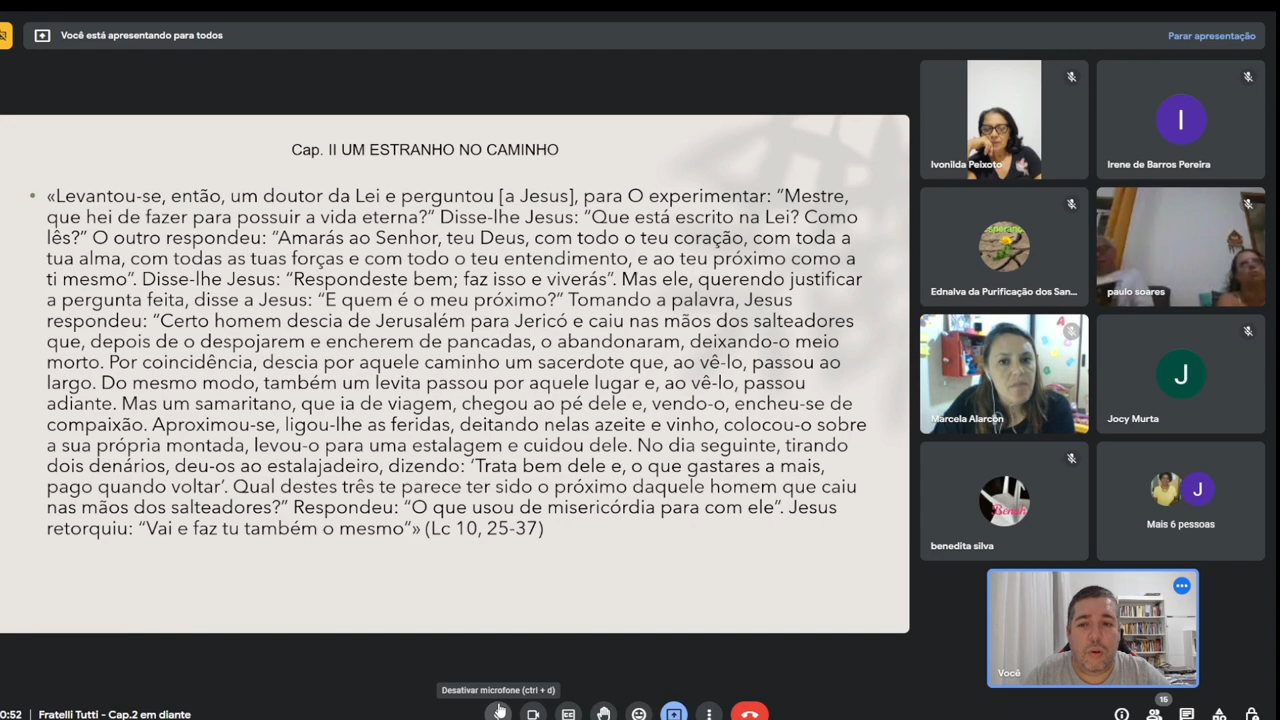 Você está apresentando para todos
Parar apresentação
Cap. II UM ESTRANHO NO CAMINHO
• «Levantou-se, então, um doutor da Lei e perguntou [a Jesus], para O experimentar: “Mestre,
que hei de fazer para possuir a vida eterna?” Disse-lhe Jesus: “Que está escrito na Lei? Como
lês?” O outro respondeu: “Amarás ao Senhor, teu Deus, com todo o teu coração, com toda a
tua alma, com todas as tuas forças e com todo o teu entendimento, e ao teu próximo como a
ti mesmo”. Disse-lhe Jesus: “Respondeste bem; faz isso e viverás”. Mas ele, querendo justificar
a pergunta feita, disse a Jesus: “E quem é o meu próximo?” Tomando a palavra, Jesus
respondeu: “Certo homem descia de Jerusalém para Jericó e caiu nas mãos dos salteadores
que, depois de o despojarem e encherem de pancadas, o abandonaram, deixando-o meio
morto. Por coincidência, descia por aquele caminho um sacerdote que, ao vê-lo, passou ao
largo. Do mesmo modo, também um levita passou por aquele lugar e, ao vê-lo, passou
adiante. Mas um samaritano, que ia de viagem, chegou ao pé dele e, vendo-o, encheu-se de
compaixão. Aproximou-se, ligou-lhe as feridas, deitando nelas azeite e vinho, colocou-o sobre
a sua própria montada, levou-o para uma estalagem e cuidou dele. No dia seguinte, tirando
dois denários, deu-os ao estalajadeiro, dizendo: ‘Trata bem dele e, o que gastares a mais,
pago quando voltar’. Qual destes três te parece ter sido o próximo daquele homem que caiu
nas mãos dos salteadores?” Respondeu: “O que usou de misericórdia para com ele”. Jesus
retorquiu: “Vai e faz tu também o mesmo”» (Lc 10, 25-37)
Ivonilda Peixoto
I
Irene de Barros Pereira
Ednalva da Purificação dos San...
paulo soares
Marcela Alarcòn
J
Jocy Murta
benedita silva
J
Mais 6 pessoas
Você
Desativar microfone (ctrl + d)
0:52 | Fratelli Tutti - Cap.2 em diante
15